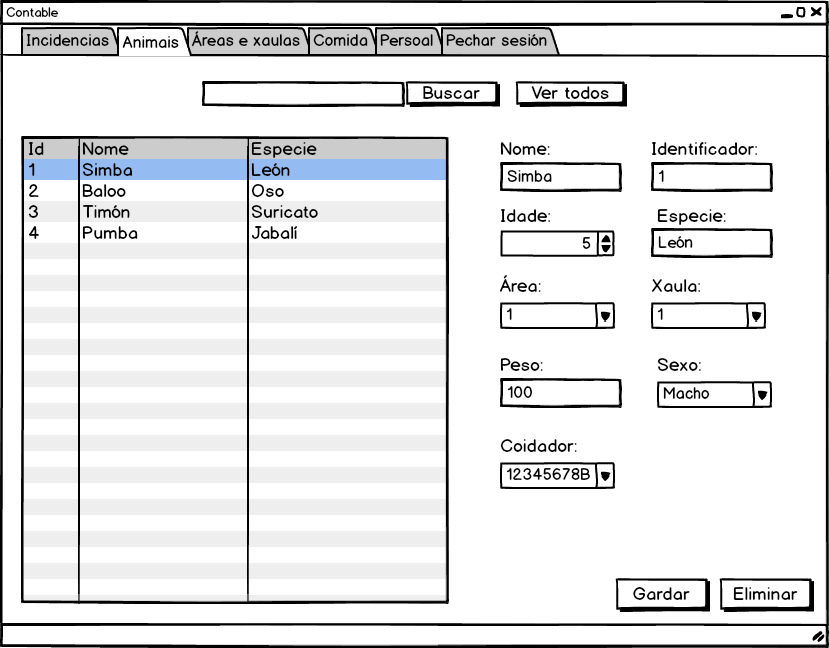 Contable
Incidencias Animais Áreas e xaulas Comida Persoal Pechar sesión
Buscar Ver todos
Id Nome Especie
1 Simba León
2 Baloo Oso
3 Timón Suricato
4 Pumba Jabalí
Nome: Identificador:
Simba 1
Idade: Especie:
5 León
Área: Xaula:
1 1
Peso: Sexo:
100 Macho
Coidador:
12345678B
Gardar Eliminar